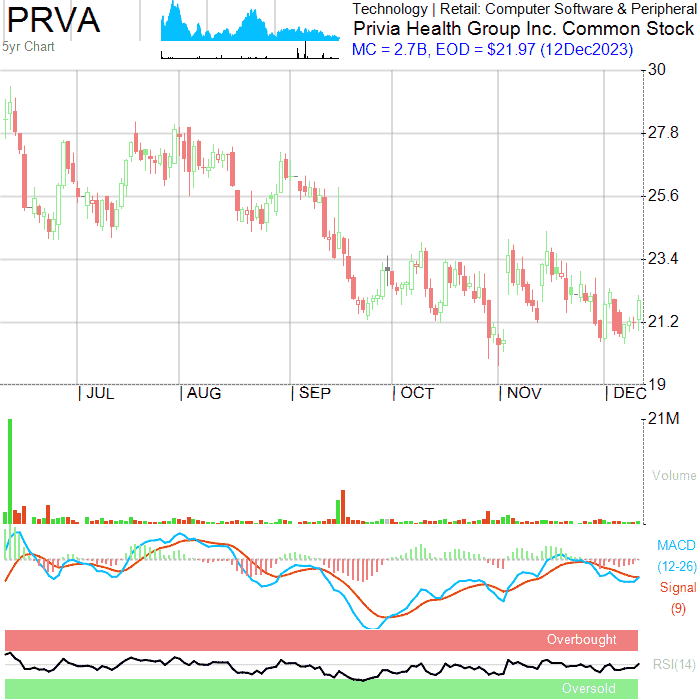 PRVA
5yr Chart
Technology | Retail: Computer Software & Peripheral
Privia Health Group Inc. Common Stock
MC = 2.7B, EOD = $21.97 (12Dec2023)
30
27.8
25.6
23.4
21.2
19
JUL
AUG
SEP
OCT
NOV
DEC
21M
Volume
MACD
(12-26)
Signal
(9)
Overbought
RSI(14)
Oversold